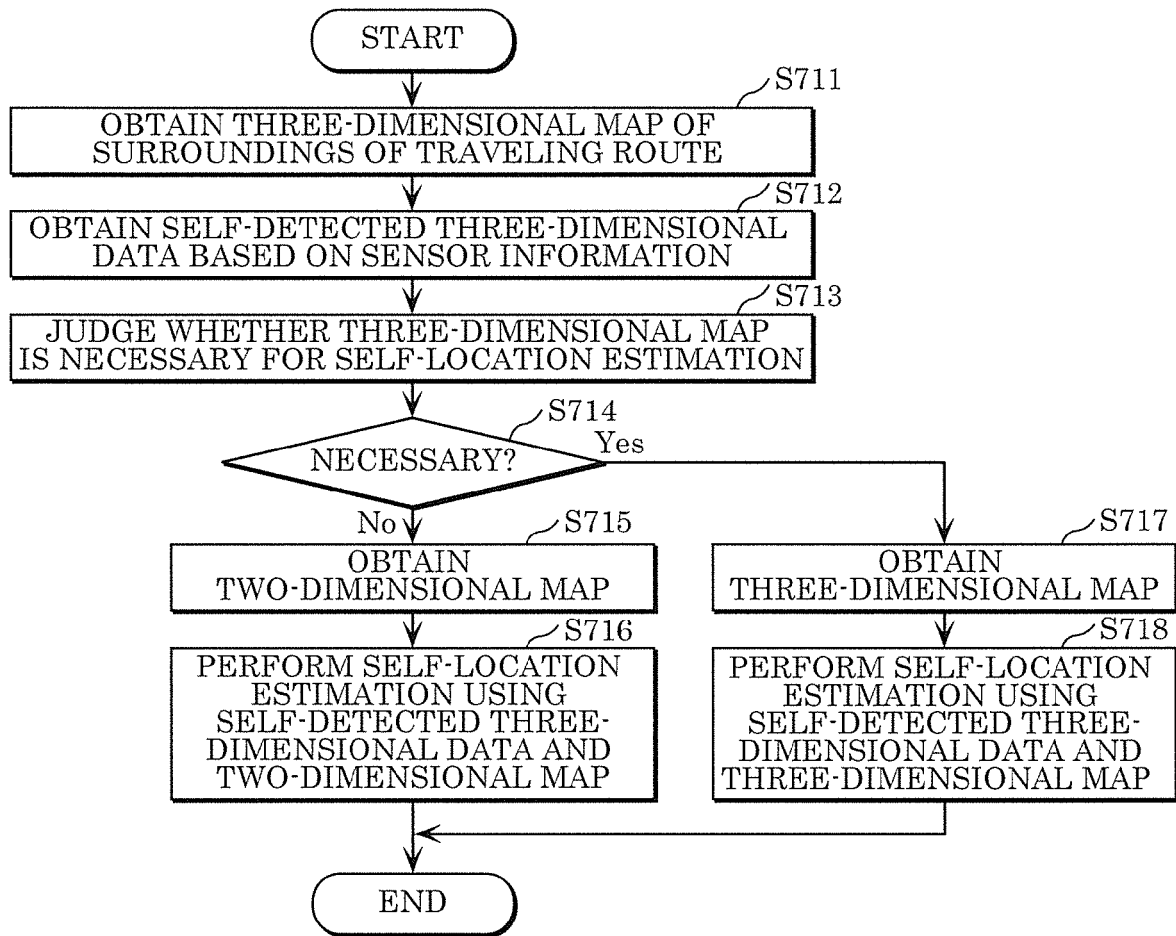 START
S711
OBTAIN THREE-DIMENSIONAL MAP OF
SURROUNDINGS OF TRAVELING ROUTE
S712
OBTAIN SELF-DETECTED THREE-DIMENSIONAL
DATA BASED ON SENSOR INFORMATION
S713
JUDGE WHETHER THREE-DIMENSIONAL MAP
IS NECESSARY FOR SELF-LOCATION ESTIMATION
S714
NECESSARY?
Yes
No
S715
OBTAIN
TWO-DIMENSIONAL MAP
S716
PERFORM SELF-LOCATION
ESTIMATION USING
SELF-DETECTED THREE-
DIMENSIONAL DATA AND
TWO-DIMENSIONAL MAP
S717
OBTAIN
THREE-DIMENSIONAL MAP
S718
PERFORM SELF-LOCATION
ESTIMATION USING
SELF-DETECTED THREE-
DIMENSIONAL DATA AND
THREE-DIMENSIONAL MAP
END